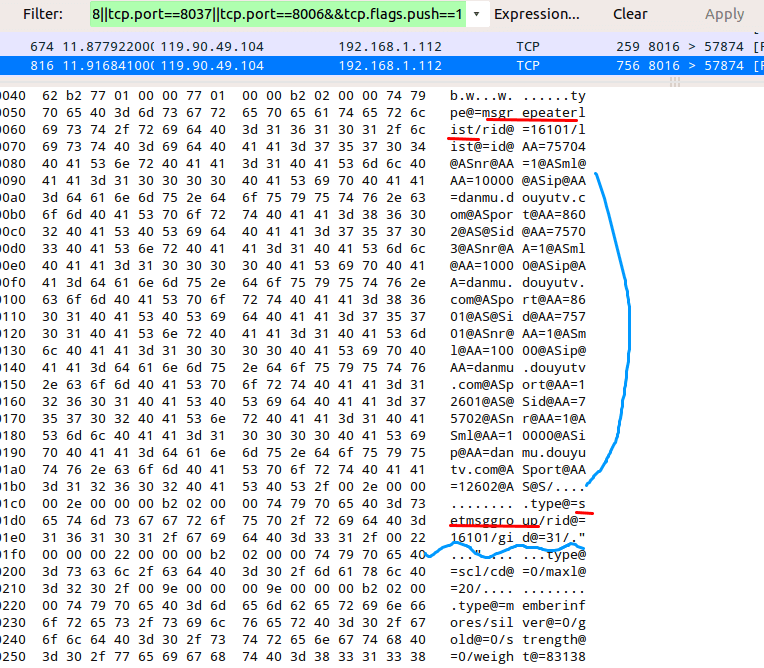 Filter: 8||tcp.port==8037||tcp.port==8006&&tcp.flags.push==1 Expression... Clear Apply
674 11.877922000 119.90.49.104 192.168.1.112 TCP 259 8016 > 57874 [F
816 11.916841000 119.90.49.104 192.168.1.112 TCP 756 8016 > 57874 [F
0040 62 b2 77 01 00 00 77 01 00 00 b2 02 00 00 74 79 b.w...w. ......ty
0050 70 65 40 3d 6d 73 67 72 65 70 65 61 74 65 72 6c pe@=msgr epeaterl
0060 69 73 74 2f 72 69 64 40 3d 31 36 31 30 31 2f 6c ist/rid@ =16101/l
0070 69 73 74 40 3d 69 64 40 41 41 3d 37 35 37 30 34 ist@=id@ AA=75704
0080 40 41 53 6e 72 40 41 41 3d 31 40 41 53 6d 6c 40 @ASnr@AA =1@ASml@
0090 41 41 3d 31 30 30 30 30 40 41 53 69 70 40 41 41 AA=10000 @ASip@AA
00a0 3d 64 61 6e 6d 75 2e 64 6f 75 79 75 74 76 2e 63 =danmu.d ouyutv.c
00b0 6f 6d 40 41 53 70 6f 72 74 40 41 41 3d 38 36 30 om@ASpor t@AA=860
00c0 32 40 41 53 40 53 69 64 40 41 41 3d 37 35 37 30 2@AS@Sid @AA=7570
00d0 33 40 41 53 6e 72 40 41 41 3d 31 40 41 53 6d 6c 3@ASnr@A A=1@ASml
00e0 40 41 41 3d 31 30 30 30 30 40 41 53 69 70 40 41 @AA=1000 0@ASip@A
00f0 41 3d 64 61 6e 6d 75 2e 64 6f 75 79 75 74 76 2e A=danmu. douyutv.
0100 63 6f 6d 40 41 53 70 6f 72 74 40 41 41 3d 38 36 com@ASpo rt@AA=86
0110 30 31 40 41 53 40 53 69 64 40 41 41 3d 37 35 37 01@AS@Si d@AA=757
0120 30 31 40 41 53 6e 72 40 41 41 3d 31 40 41 53 6d 01@ASnr@ AA=1@ASm
0130 6c 40 41 41 3d 31 30 30 30 30 40 41 53 69 70 40 l@AA=100 00@ASip@
0140 41 41 3d 64 61 6e 6d 75 2e 64 6f 75 79 75 74 76 AA=danmu .douyutv
0150 2e 63 6f 6d 40 41 53 70 6f 72 74 40 41 41 3d 31 .com@ASp ort@AA=1
0160 32 36 30 31 40 41 53 40 53 69 64 40 41 41 3d 37 2601@AS@ Sid@AA=7
0170 35 37 30 32 40 41 53 6e 72 40 41 41 3d 31 40 41 5702@ASn r@AA=1@A
0180 53 6d 6c 40 41 41 3d 31 30 30 30 30 40 41 53 69 Sml@AA=1 0000@ASi
0190 70 40 41 41 3d 64 61 6e 6d 75 2e 64 6f 75 79 75 p@AA=dan mu.douyu
01a0 74 76 2e 63 6f 6d 40 41 53 70 6f 72 74 40 41 41 tv.com@A Sport@AA
01b0 3d 31 32 36 30 32 40 41 53 40 53 2f 00 2e 00 00 =12602@A S@S/....
01c0 00 2e 00 00 00 b2 02 00 00 74 79 70 65 40 3d 73 ........ .type@=s
01d0 65 74 6d 73 67 67 72 6f 75 70 2f 72 69 64 40 3d etmsggro up/rid@=
01e0 31 36 31 30 31 2f 67 69 64 40 3d 33 31 2f 00 22 16101/gi d@=31/."
01f0 00 00 00 22 00 00 00 b2 02 00 00 74 79 70 65 40 ...".... ...type@
0200 3d 73 63 6c 2f 63 64 40 3d 30 2f 6d 61 78 6c 40 =scl/cd@ =0/maxl@
0210 3d 32 30 2f 00 9e 00 00 00 9e 00 00 00 b2 02 00 =20/.... ........
0220 00 74 79 70 65 40 3d 6d 65 6d 62 65 72 69 6e 66 .type@=m emberinf
0230 6f 72 65 73 2f 73 69 6c 76 65 72 40 3d 30 2f 67 ores/sil ver@=0/g
0240 6f 6c 64 40 3d 30 2f 73 74 72 65 6e 67 74 68 40 old@=0/s trength@
0250 3d 30 2f 77 65 69 67 68 74 40 3d 38 33 31 33 38 =0/weigh t@=83138